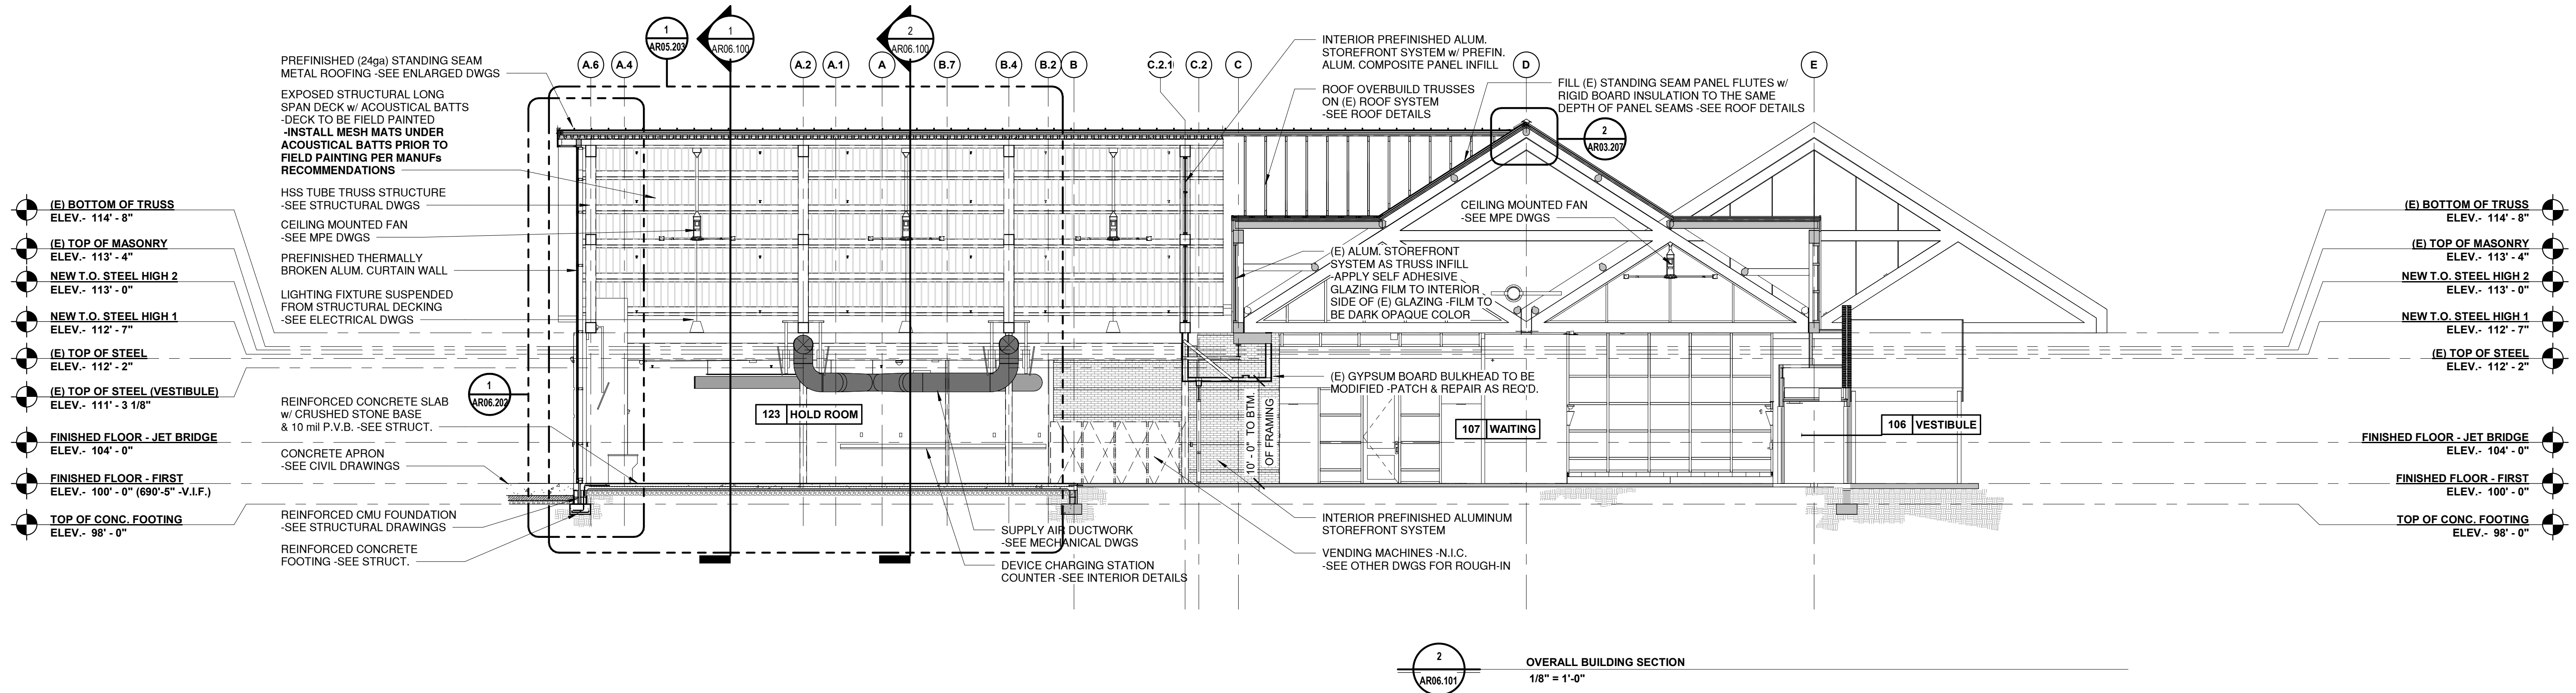 1
AR05.203
1
AR06.100
2
AR06.100
A.6
A.4
A.2
A.1
A
B.7
B.4
B.2
B
C.2.1
C.2
C
D
E
PREFINISHED (24ga) STANDING SEAM
METAL ROOFING -SEE ENLARGED DWGS
EXPOSED STRUCTURAL LONG
SPAN DECK w/ ACOUSTICAL BATTS
-DECK TO BE FIELD PAINTED
-INSTALL MESH MATS UNDER
ACOUSTICAL BATTS PRIOR TO
FIELD PAINTING PER MANUFs
RECOMMENDATIONS
HSS TUBE TRUSS STRUCTURE
-SEE STRUCTURAL DWGS
CEILING MOUNTED FAN
-SEE MPE DWGS
PREFINISHED THERMALLY
BROKEN ALUM. CURTAIN WALL
LIGHTING FIXTURE SUSPENDED
FROM STRUCTURAL DECKING
-SEE ELECTRICAL DWGS
REINFORCED CONCRETE SLAB
w/ CRUSHED STONE BASE
& 10 mil P.V.B. -SEE STRUCT.
CONCRETE APRON
-SEE CIVIL DRAWINGS
REINFORCED CMU FOUNDATION
-SEE STRUCTURAL DRAWINGS
REINFORCED CONCRETE
FOOTING -SEE STRUCT.
(E) BOTTOM OF TRUSS
ELEV.- 114' - 8"
(E) TOP OF MASONRY
ELEV.- 113' - 4"
NEW T.O. STEEL HIGH 2
ELEV.- 113' - 0"
NEW T.O. STEEL HIGH 1
ELEV.- 112' - 7"
(E) TOP OF STEEL
ELEV.- 112' - 2"
(E) TOP OF STEEL (VESTIBULE)
ELEV.- 111' - 3 1/8"
FINISHED FLOOR - JET BRIDGE
ELEV.- 104' - 0"
FINISHED FLOOR - FIRST
ELEV.- 100' - 0" (690'-5" -V.I.F.)
TOP OF CONC. FOOTING
ELEV.- 98' - 0"
1
AR06.202
INTERIOR PREFINISHED ALUM.
STOREFRONT SYSTEM w/ PREFIN.
ALUM. COMPOSITE PANEL INFILL
ROOF OVERBUILD TRUSSES
ON (E) ROOF SYSTEM
-SEE ROOF DETAILS
FILL (E) STANDING SEAM PANEL FLUTES w/
RIGID BOARD INSULATION TO THE SAME
DEPTH OF PANEL SEAMS -SEE ROOF DETAILS
2
AR03.207
CEILING MOUNTED FAN
-SEE MPE DWGS
(E) ALUM. STOREFRONT
SYSTEM AS TRUSS INFILL
-APPLY SELF ADHESIVE
GLAZING FILM TO INTERIOR
SIDE OF (E) GLAZING -FILM TO
BE DARK OPAQUE COLOR
(E) GYPSUM BOARD BULKHEAD TO BE
MODIFIED -PATCH & REPAIR AS REQ'D.
10' - 0" TO BTM.
OF FRAMING
123 HOLD ROOM
107 WAITING
106 VESTIBULE
SUPPLY AIR DUCTWORK
-SEE MECHANICAL DWGS
DEVICE CHARGING STATION
COUNTER -SEE INTERIOR DETAILS
INTERIOR PREFINISHED ALUMINUM
STOREFRONT SYSTEM
VENDING MACHINES -N.I.C.
-SEE OTHER DWGS FOR ROUGH-IN
(E) BOTTOM OF TRUSS
ELEV.- 114' - 8"
(E) TOP OF MASONRY
ELEV.- 113' - 4"
NEW T.O. STEEL HIGH 2
ELEV.- 113' - 0"
NEW T.O. STEEL HIGH 1
ELEV.- 112' - 7"
(E) TOP OF STEEL
ELEV.- 112' - 2"
FINISHED FLOOR - JET BRIDGE
ELEV.- 104' - 0"
FINISHED FLOOR - FIRST
ELEV.- 100' - 0"
TOP OF CONC. FOOTING
ELEV.- 98' - 0"
2
AR06.101
OVERALL BUILDING SECTION
1/8" = 1'-0"